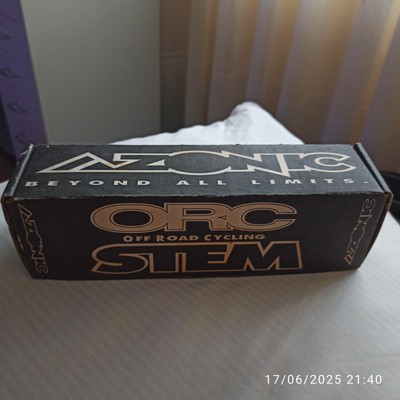 AZONIC
BEYOND ALL LIMITS
ORC
OFF ROAD CYCLING
STEM
AZONIC
AZONIC
17/06/2025 21:40